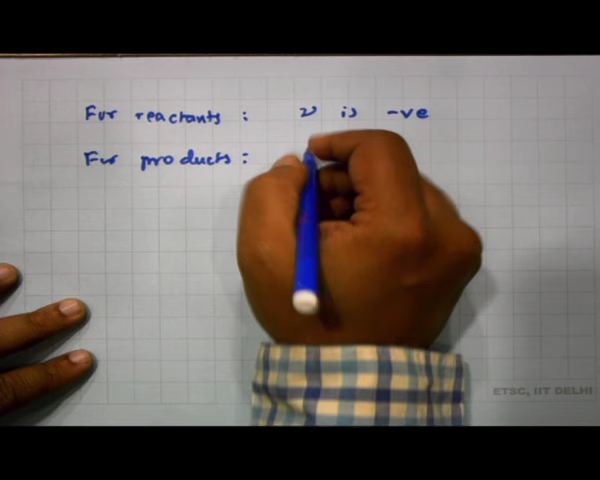 For reactants : ν is -ve
For products :
ETSC, IIT DELHI